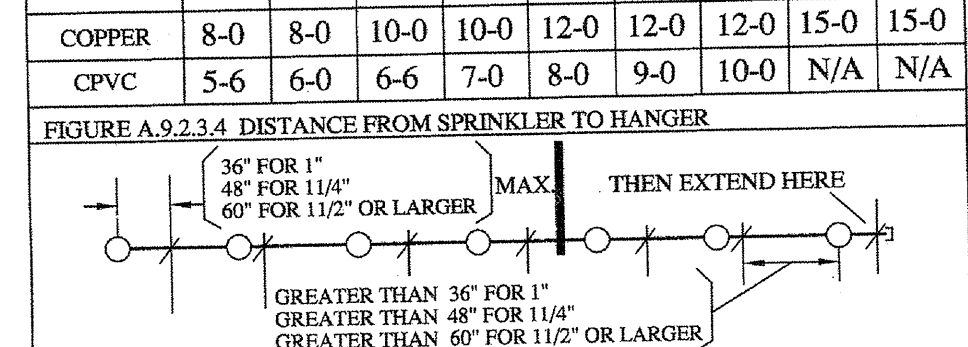 COPPER 8-0 8-0 10-0 10-0 12-0 12-0 12-0 15-0 15-0
CPVC 5-6 6-0 6-6 7-0 8-0 9-0 10-0 N/A N/A
FIGURE A.9.2.3.4 DISTANCE FROM SPRINKLER TO HANGER
36" FOR 1"
48" FOR 11/4"
60" FOR 11/2" OR LARGER
MAX.
THEN EXTEND HERE
GREATER THAN 36" FOR 1"
GREATER THAN 48" FOR 11/4"
GREATER THAN 60" FOR 11/2" OR LARGER